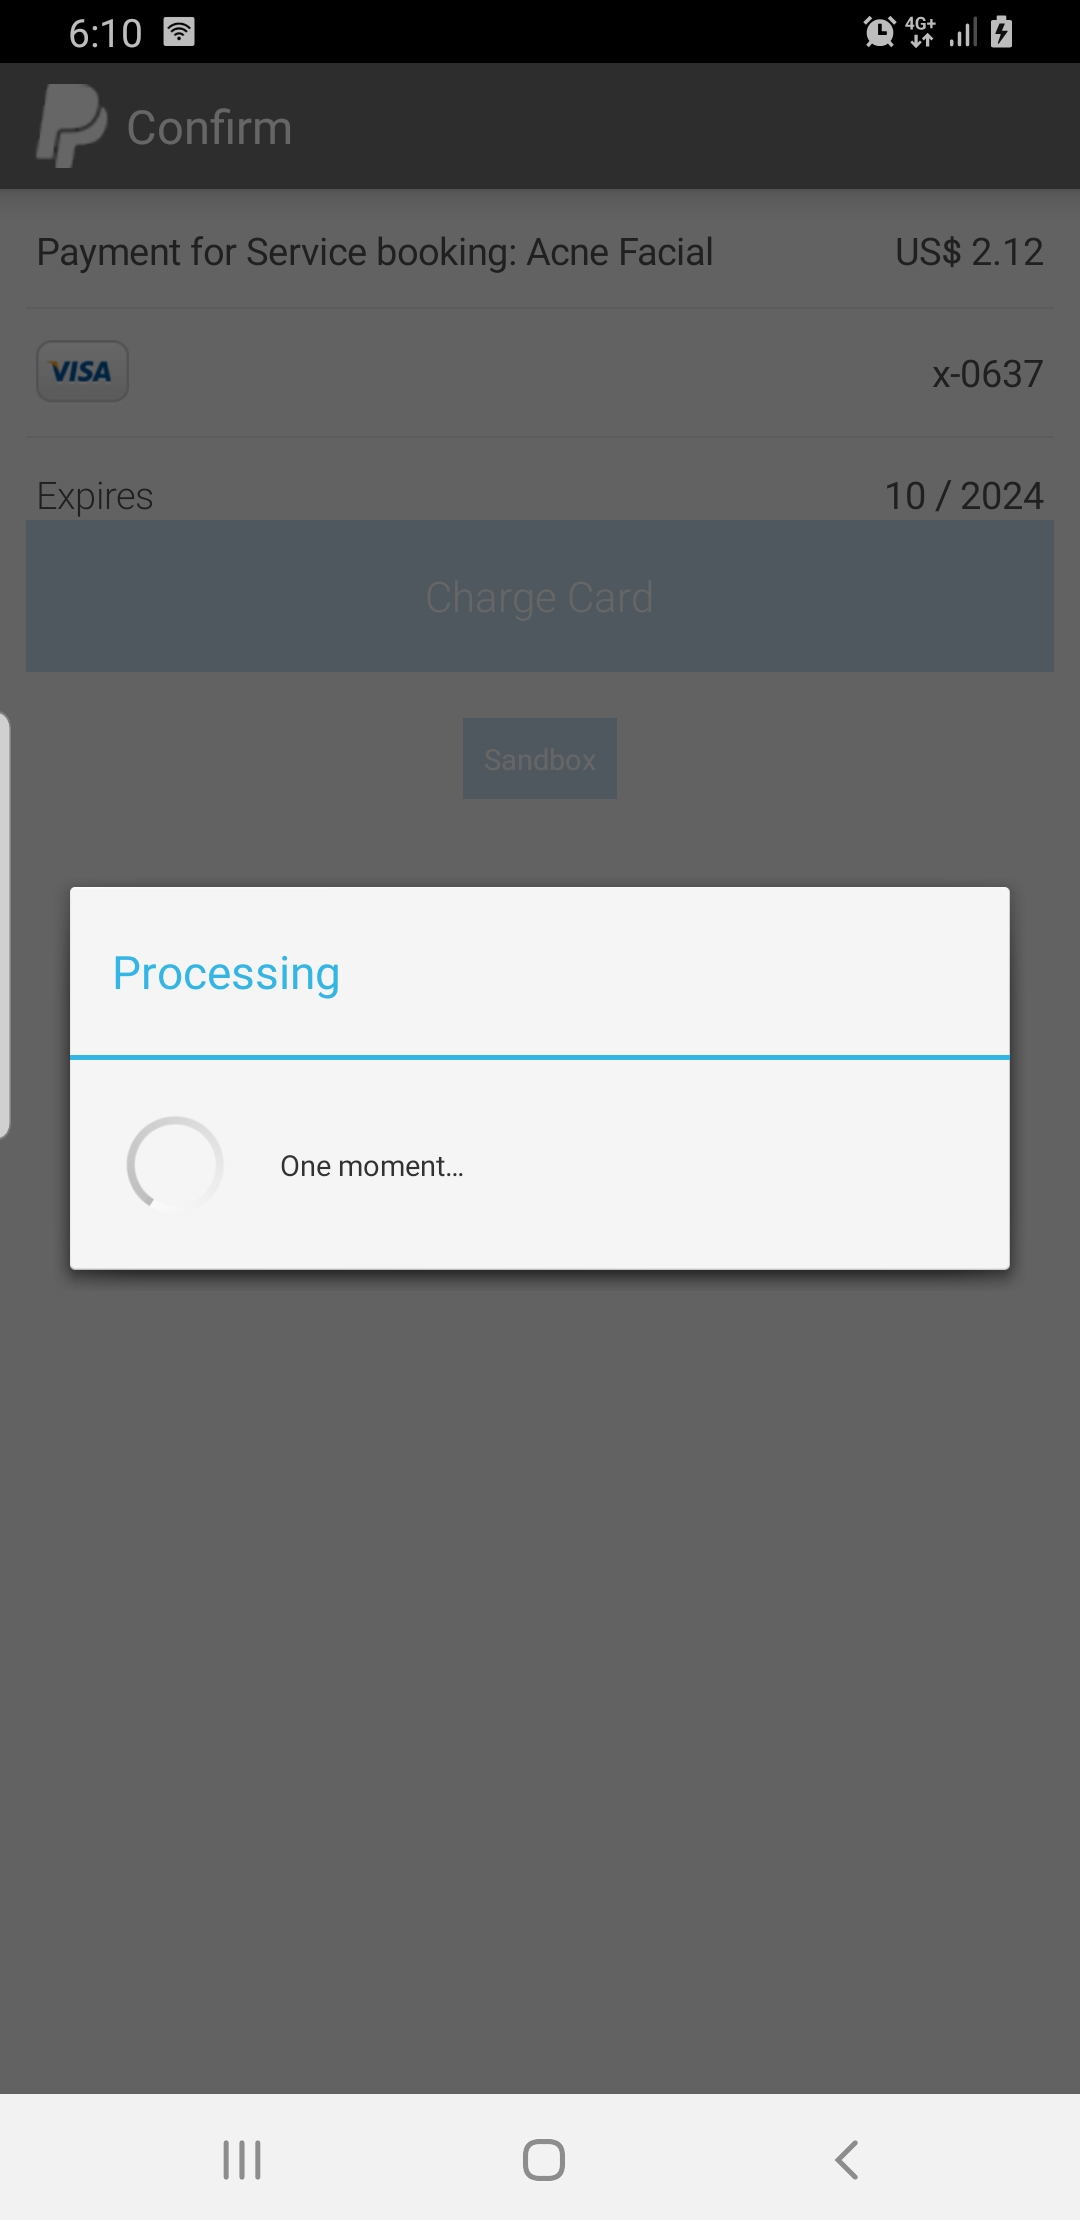 6:10
4G+
Confirm
Payment for Service booking: Acne Facial US$ 2.12
VISA x-0637
Expires 10 / 2024
Charge Card
Sandbox
Processing
One moment...